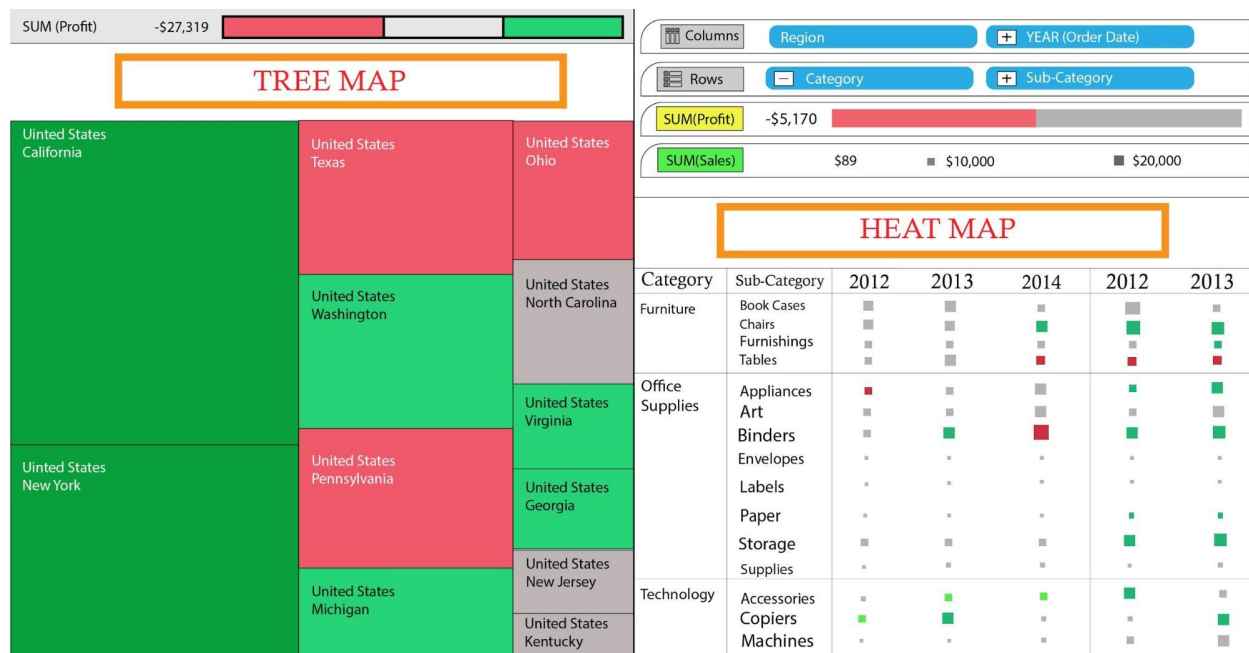 SUM (Profit) -$27,319
TREE MAP
Uinted States
California
United States
Texas
United States
Ohio
United States
Washington
United States
North Carolina
United States
Virginia
Uinted States
New York
United States
Pennsylvania
United States
Georgia
United States
New Jersey
United States
Michigan
United States
Kentucky
Columns Region + YEAR (Order Date)
Rows − Category + Sub-Category
SUM(Profit) -$5,170
SUM(Sales) $89 $10,000 $20,000
HEAT MAP
Category Sub-Category 2012 2013 2014 2012 2013
Furniture Book Cases
Chairs
Furnishings
Tables
Office
Supplies
Appliances
Art
Binders
Envelopes
Labels
Paper
Storage
Supplies
Technology Accessories
Copiers
Machines